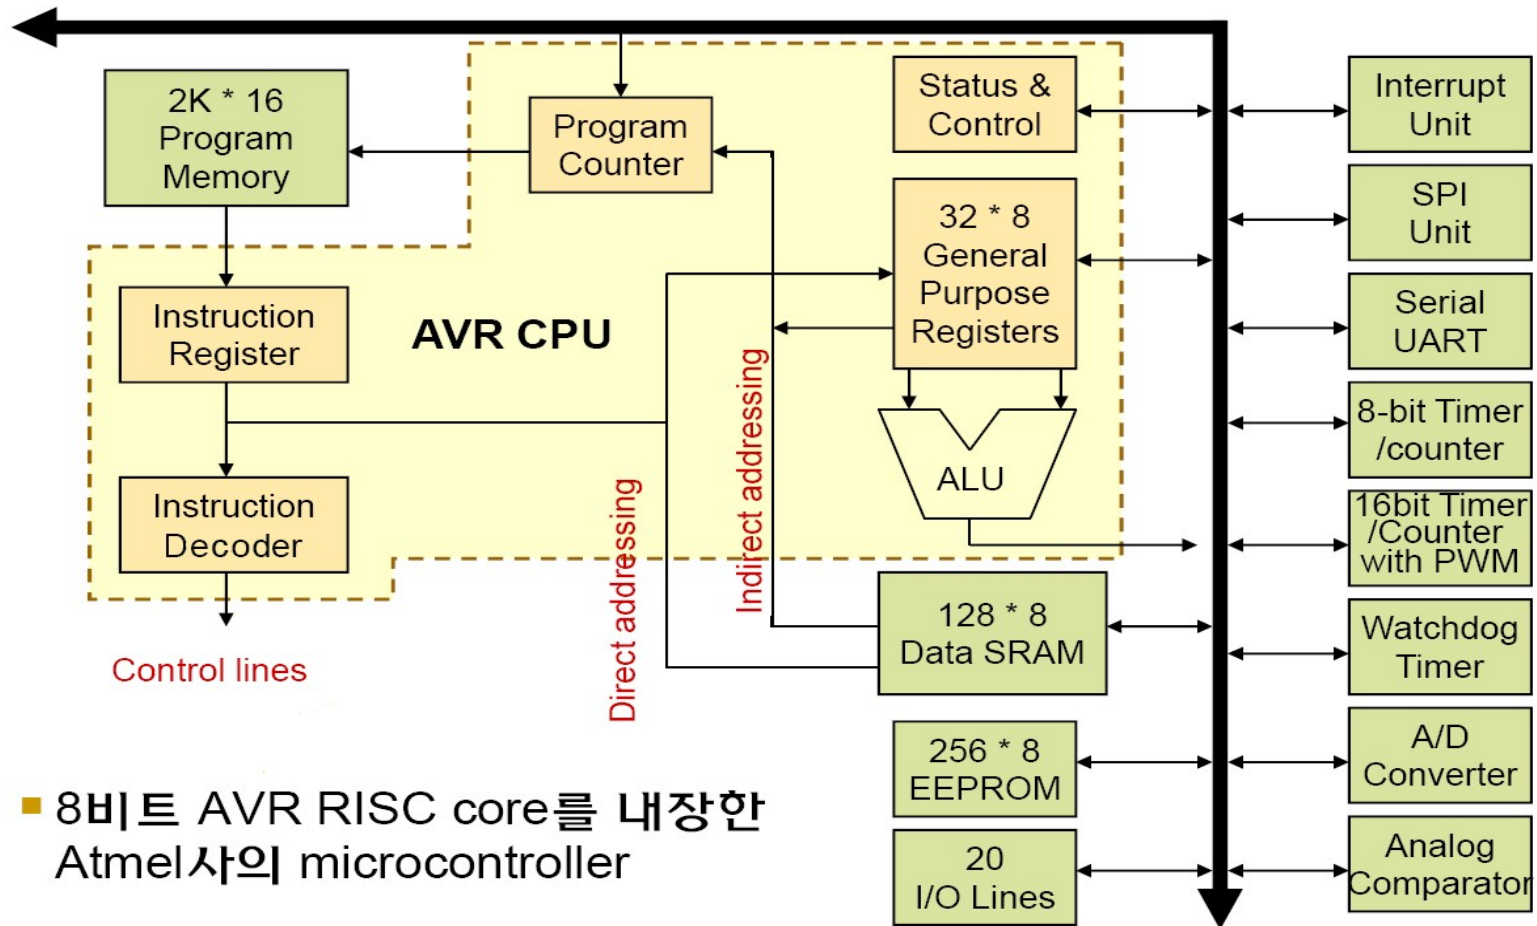 2K * 16
Program
Memory
Program
Counter
Status &
Control
Interrupt
Unit
32 * 8
General
Purpose
Registers
SPI
Unit
Instruction
Register
AVR CPU
Serial
UART
8-bit Timer
/counter
ALU
Instruction
Decoder
Direct addressing
Indirect addressing
16bit Timer
/Counter
with PWM
Control lines
128 * 8
Data SRAM
Watchdog
Timer
256 * 8
EEPROM
A/D
Converter
20
I/O Lines
Analog
Comparator
8비트 AVR RISC core를 내장한
Atmel사의 microcontroller